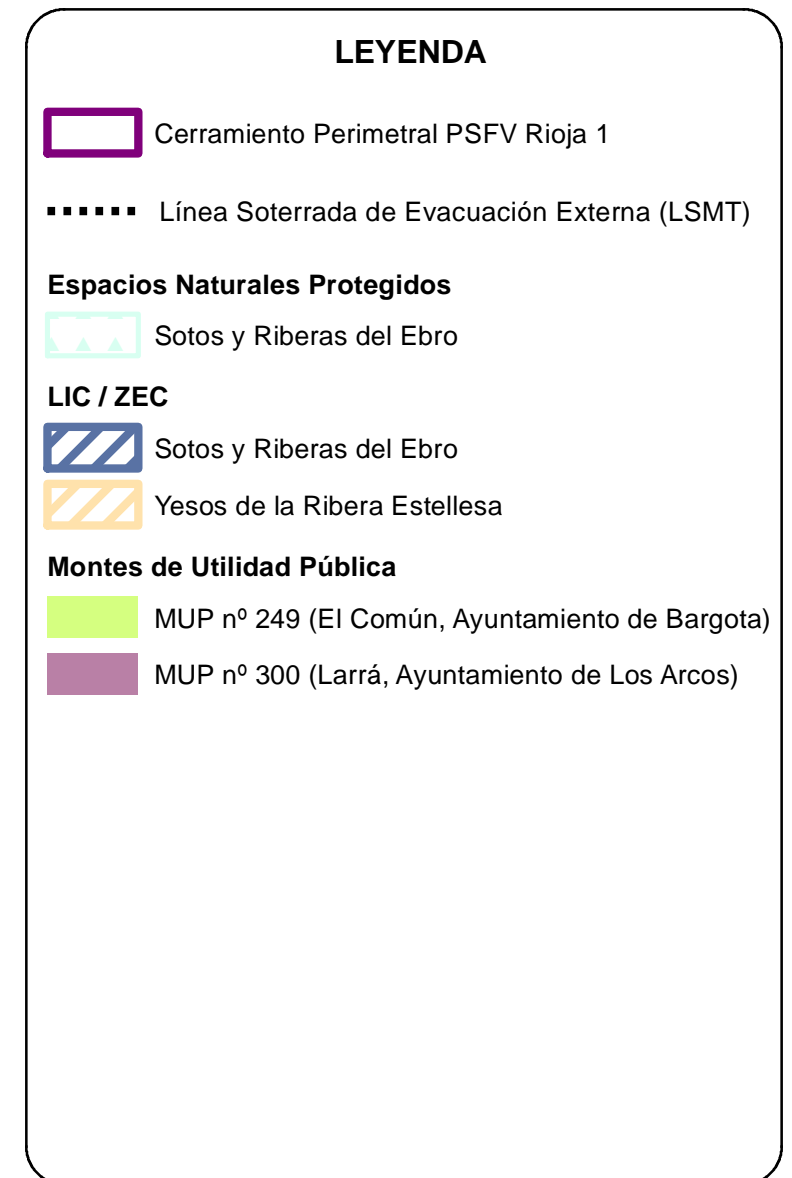 LEYENDA
Cerramiento Perimetral PSFV Rioja 1
Línea Soterrada de Evacuación Externa (LSMT)
Espacios Naturales Protegidos
Sotos y Riberas del Ebro
LIC / ZEC
Sotos y Riberas del Ebro
Yesos de la Ribera Estellesa
Montes de Utilidad Pública
MUP nº 249 (El Común, Ayuntamiento de Bargota)
MUP nº 300 (Larrá, Ayuntamiento de Los Arcos)